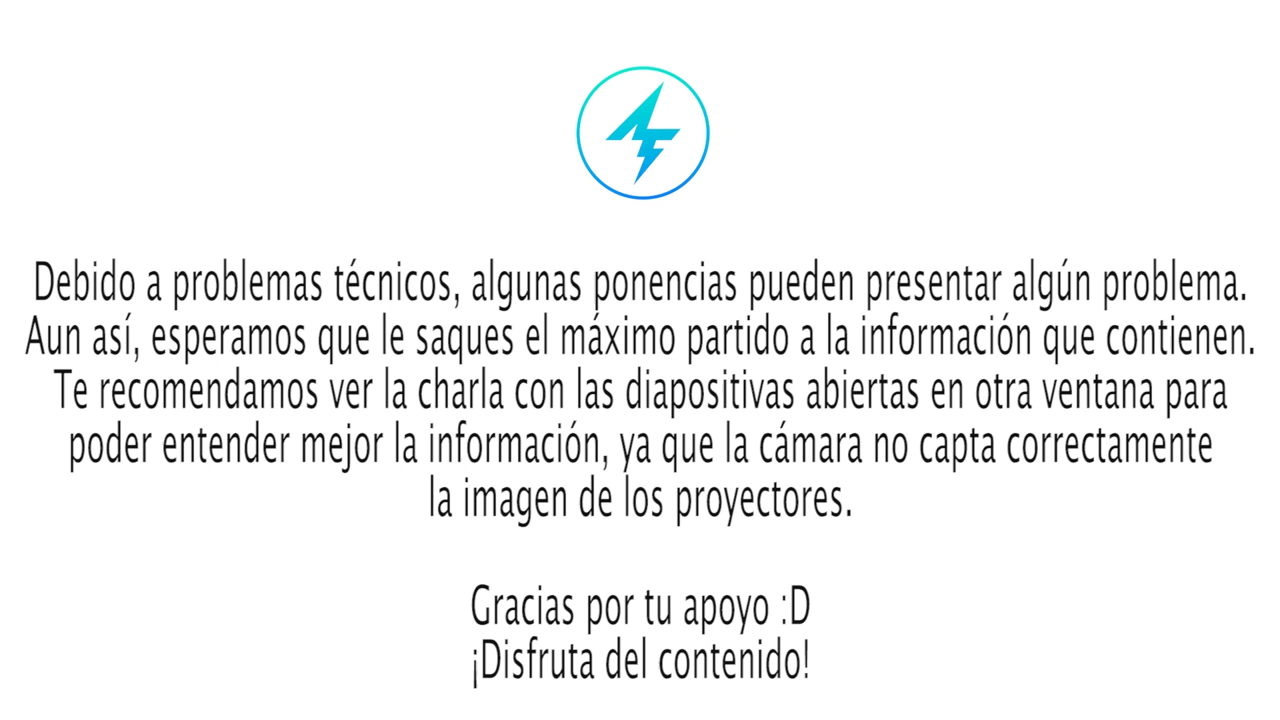 Debido a problemas técnicos, algunas ponencias pueden presentar algún problema.
Aun así, esperamos que le saques el máximo partido a la información que contienen.
Te recomendamos ver la charla con las diapositivas abiertas en otra ventana para
poder entender mejor la información, ya que la cámara no capta correctamente
la imagen de los proyectores.
Gracias por tu apoyo :D
¡Disfruta del contenido!